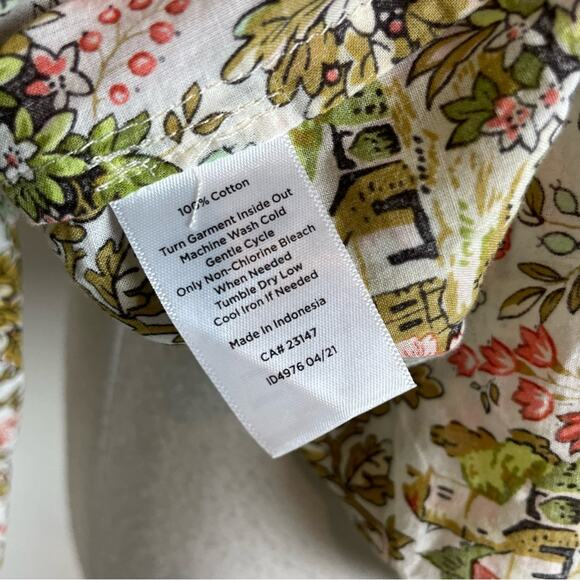 100% Cotton
Turn Garment Inside Out
Machine Wash Cold
Gentle Cycle
Only Non-Chlorine Bleach
When Needed
Tumble Dry Low
Cool Iron If Needed
Made In Indonesia
CA# 23147
ID4976 04/21